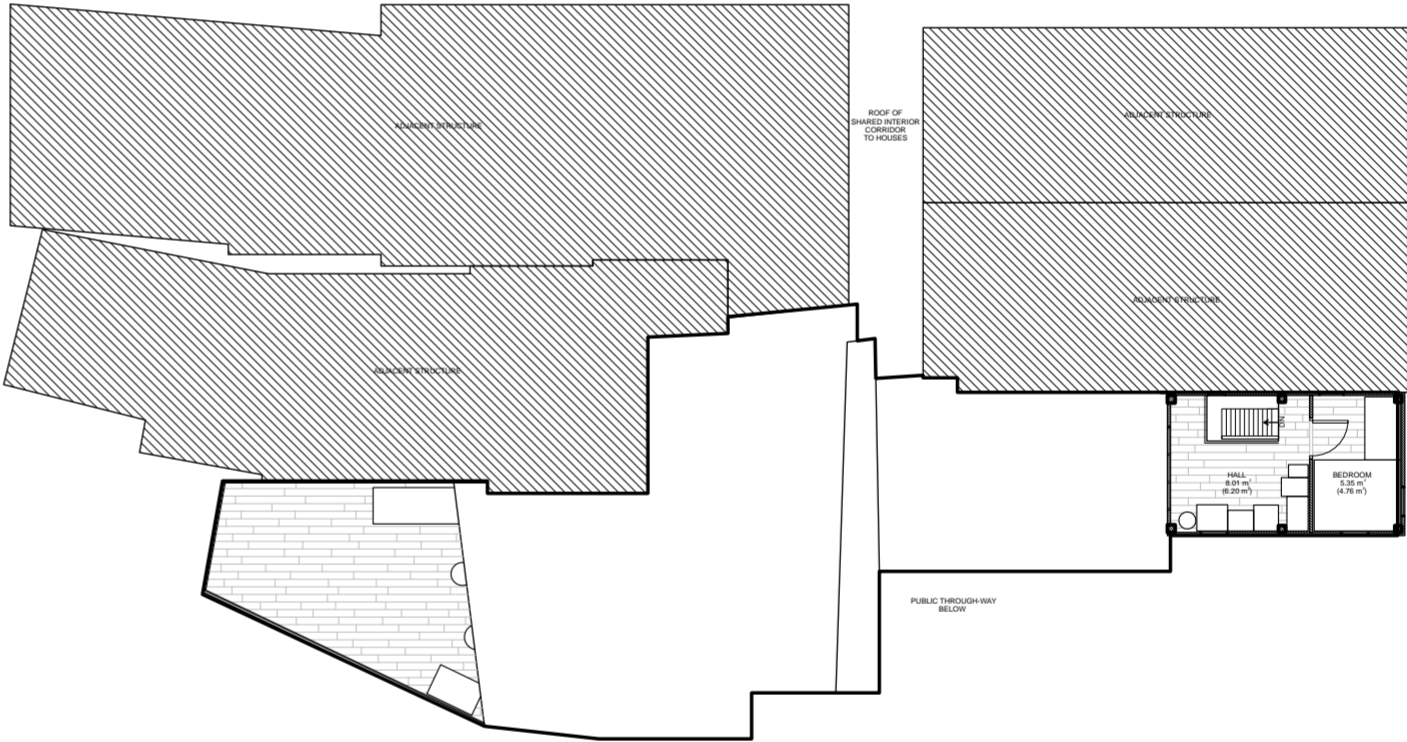 ADJACENT STRUCTURE
ROOF OF
SHARED INTERIOR
CORRIDOR
TO HOUSES
ADJACENT STRUCTURE
ADJACENT STRUCTURE
ADJACENT STRUCTURE
DN
HALL
8.01 m²
(6.20 m²)
BEDROOM
5.35 m²
(4.76 m²)
PUBLIC THROUGH-WAY
BELOW